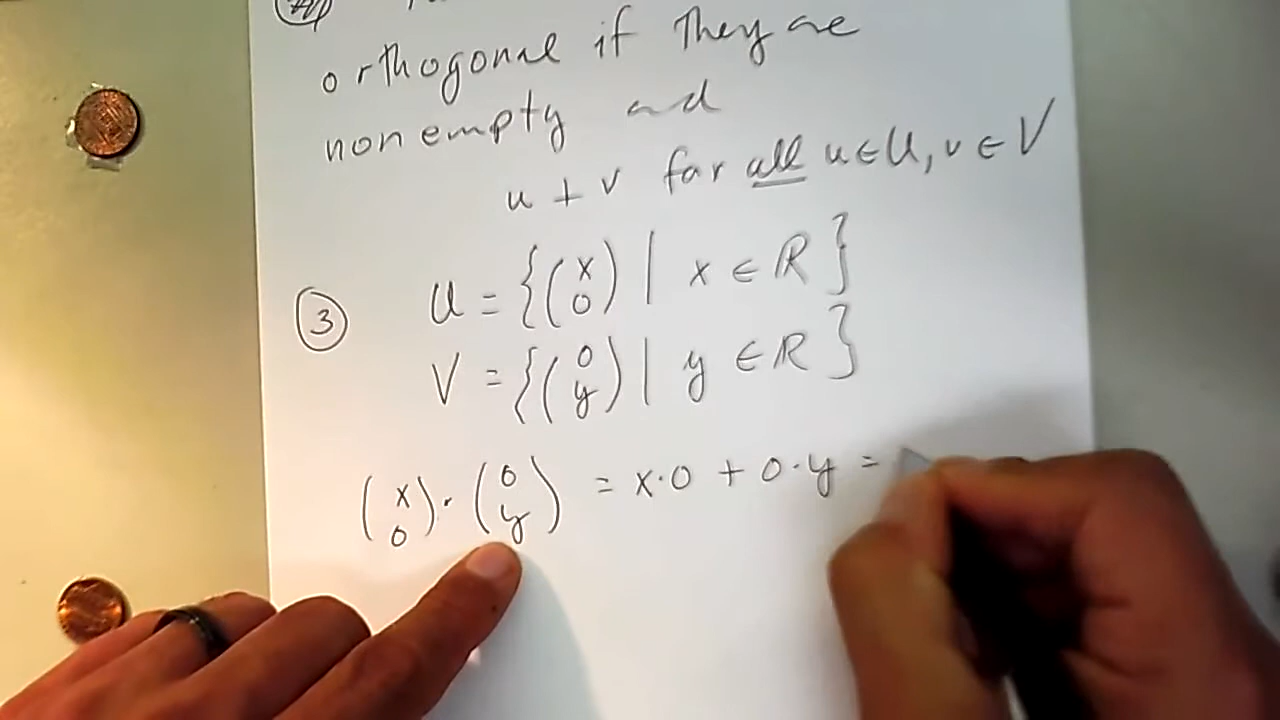 orthogonal if they are
nonempty and
u ⊥ v for all u ∈ U, v ∈ V
③ U = {(x 0) | x ∈ ℝ}
V = {(0 y) | y ∈ ℝ}
(x 0) · (0 y) = x·0 + 0·y =